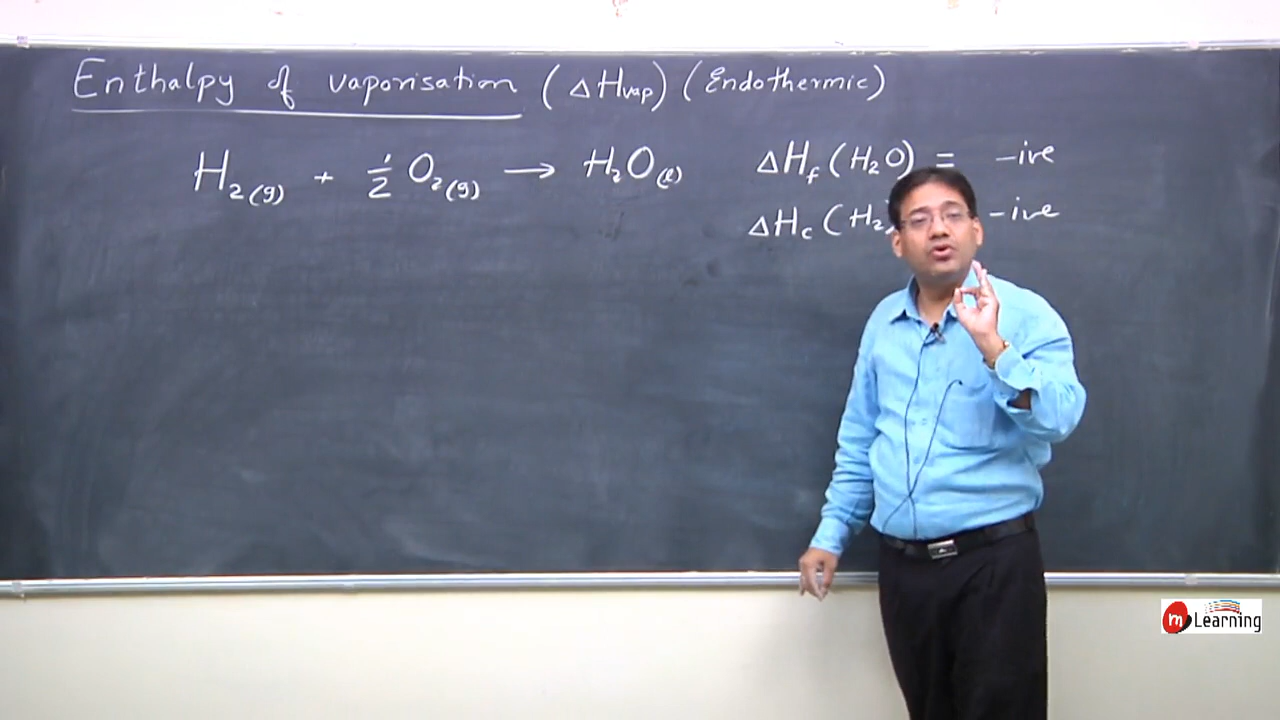 Enthalpy of vaporisation (ΔHvap) (Endothermic)
H2(g) + 1/2 O2(g) → H2O(l) ΔHf (H2O) = -ive
ΔHc (H2 -ive
m Learning